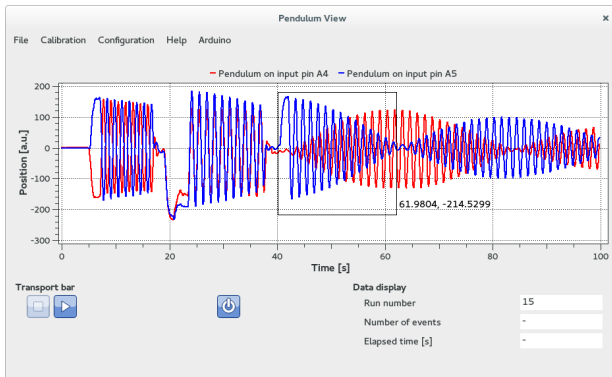 Pendulum View ×
File Calibration Configuration Help Arduino
Pendulum on input pin A4 Pendulum on input pin A5
200
100
0
-100
-200
-300
Position [a.u.]
61.9804, -214.5299
0 20 40 60 80 100
Time [s]
Transport bar
Data display
Run number 15
Number of events -
Elapsed time [s] -